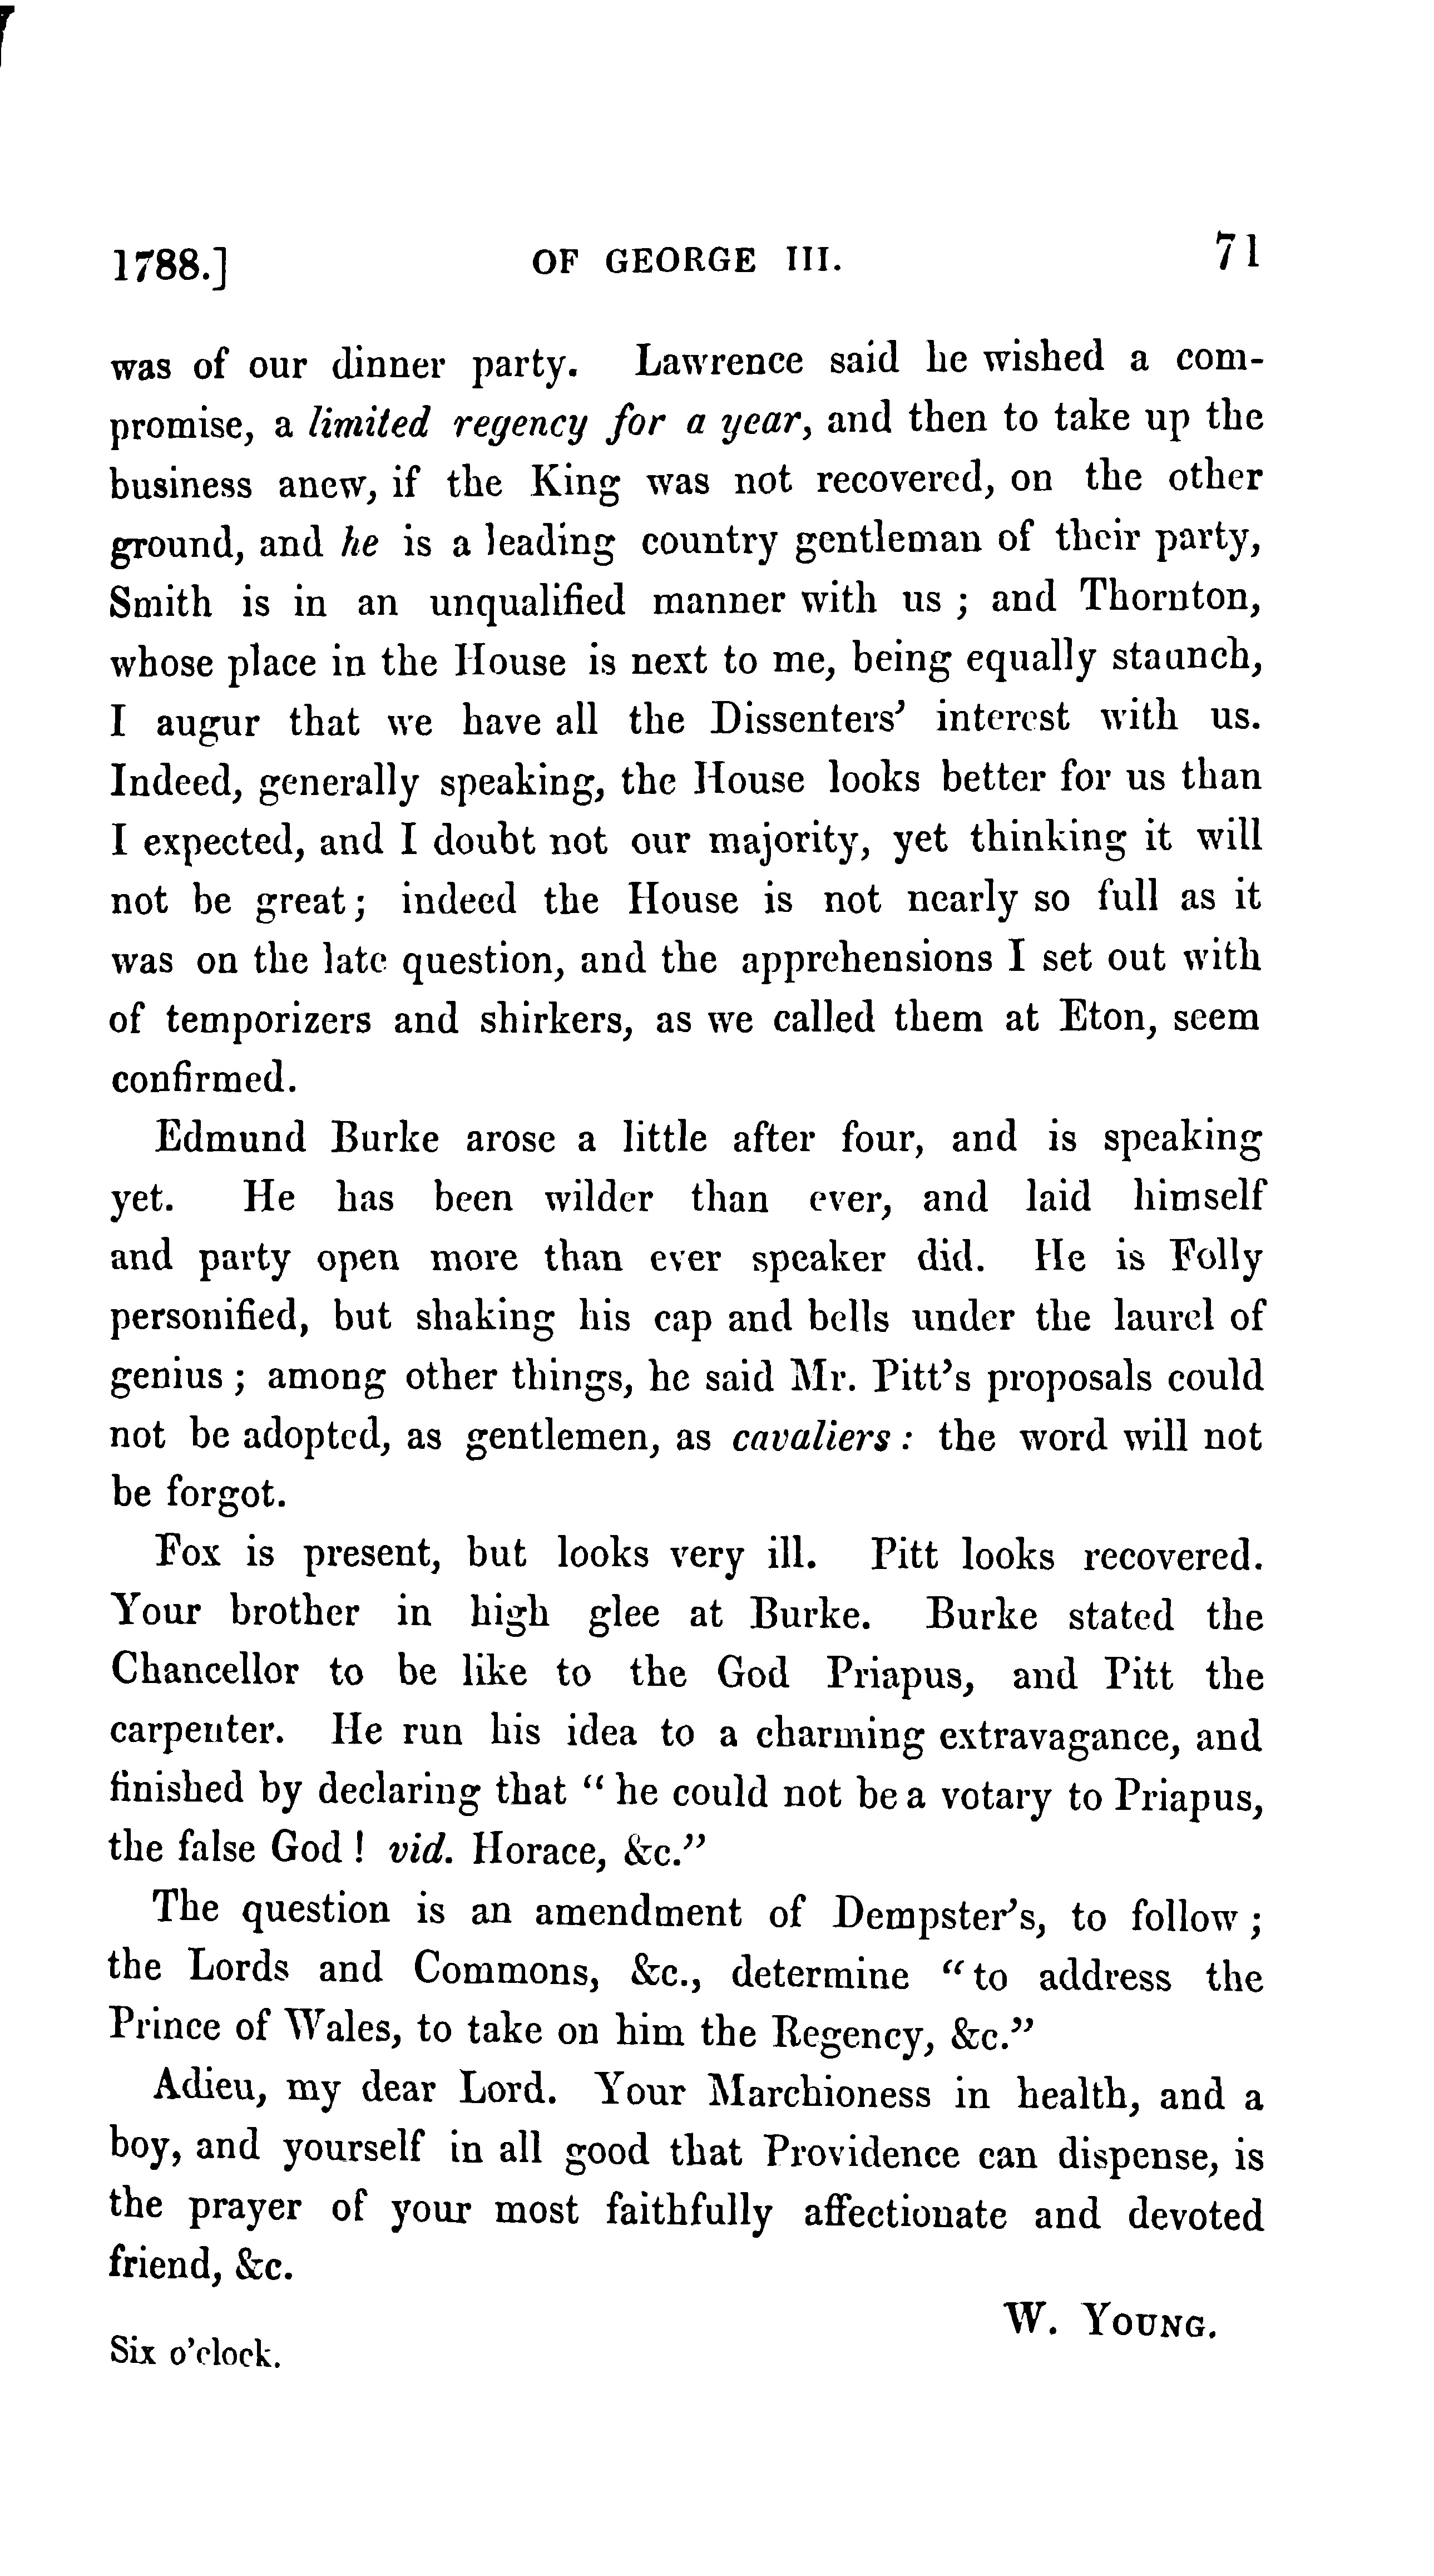 1788.] OF GEORGE III. 71
was of our dinner party. Lawrence said he wished a com-
promise, a limited regency for a year, and then to take up the
business anew, if the King was not recovered, on the other
ground, and he is a leading country gentleman of their party,
Smith is in an unqualified manner with us ; and Thornton,
whose place in the House is next to me, being equally staunch,
I augur that we have all the Dissenters' interest with us.
Indeed, generally speaking, the House looks better for us than
I expected, and I doubt not our majority, yet thinking it will
not be great; indeed the House is not nearly so full as it
was on the late question, and the apprehensions I set out with
of temporizers and shirkers, as we called them at Eton, seem
confirmed.
Edmund Burke arose a little after four, and is speaking
yet. He has been wilder than ever, and laid himself
and party open more than ever speaker did. He is Folly
personified, but shaking his cap and bells under the laurel of
genius ; among other things, he said Mr. Pitt's proposals could
not be adopted, as gentlemen, as cavaliers : the word will not
be forgot.
Fox is present, but looks very ill. Pitt looks recovered.
Your brother in high glee at Burke. Burke stated the
Chancellor to be like to the God Priapus, and Pitt the
carpenter. He run his idea to a charming extravagance, and
finished by declaring that " he could not be a votary to Priapus,
the false God ! vid. Horace, &c."
The question is an amendment of Dempster's, to follow ;
the Lords and Commons, &c., determine " to address the
Prince of Wales, to take on him the Regency, &c."
Adieu, my dear Lord. Your Marchioness in health, and a
boy, and yourself in all good that Providence can dispense, is
the prayer of your most faithfully affectionate and devoted
friend, &c.
W. YOUNG.
Six o'clock.